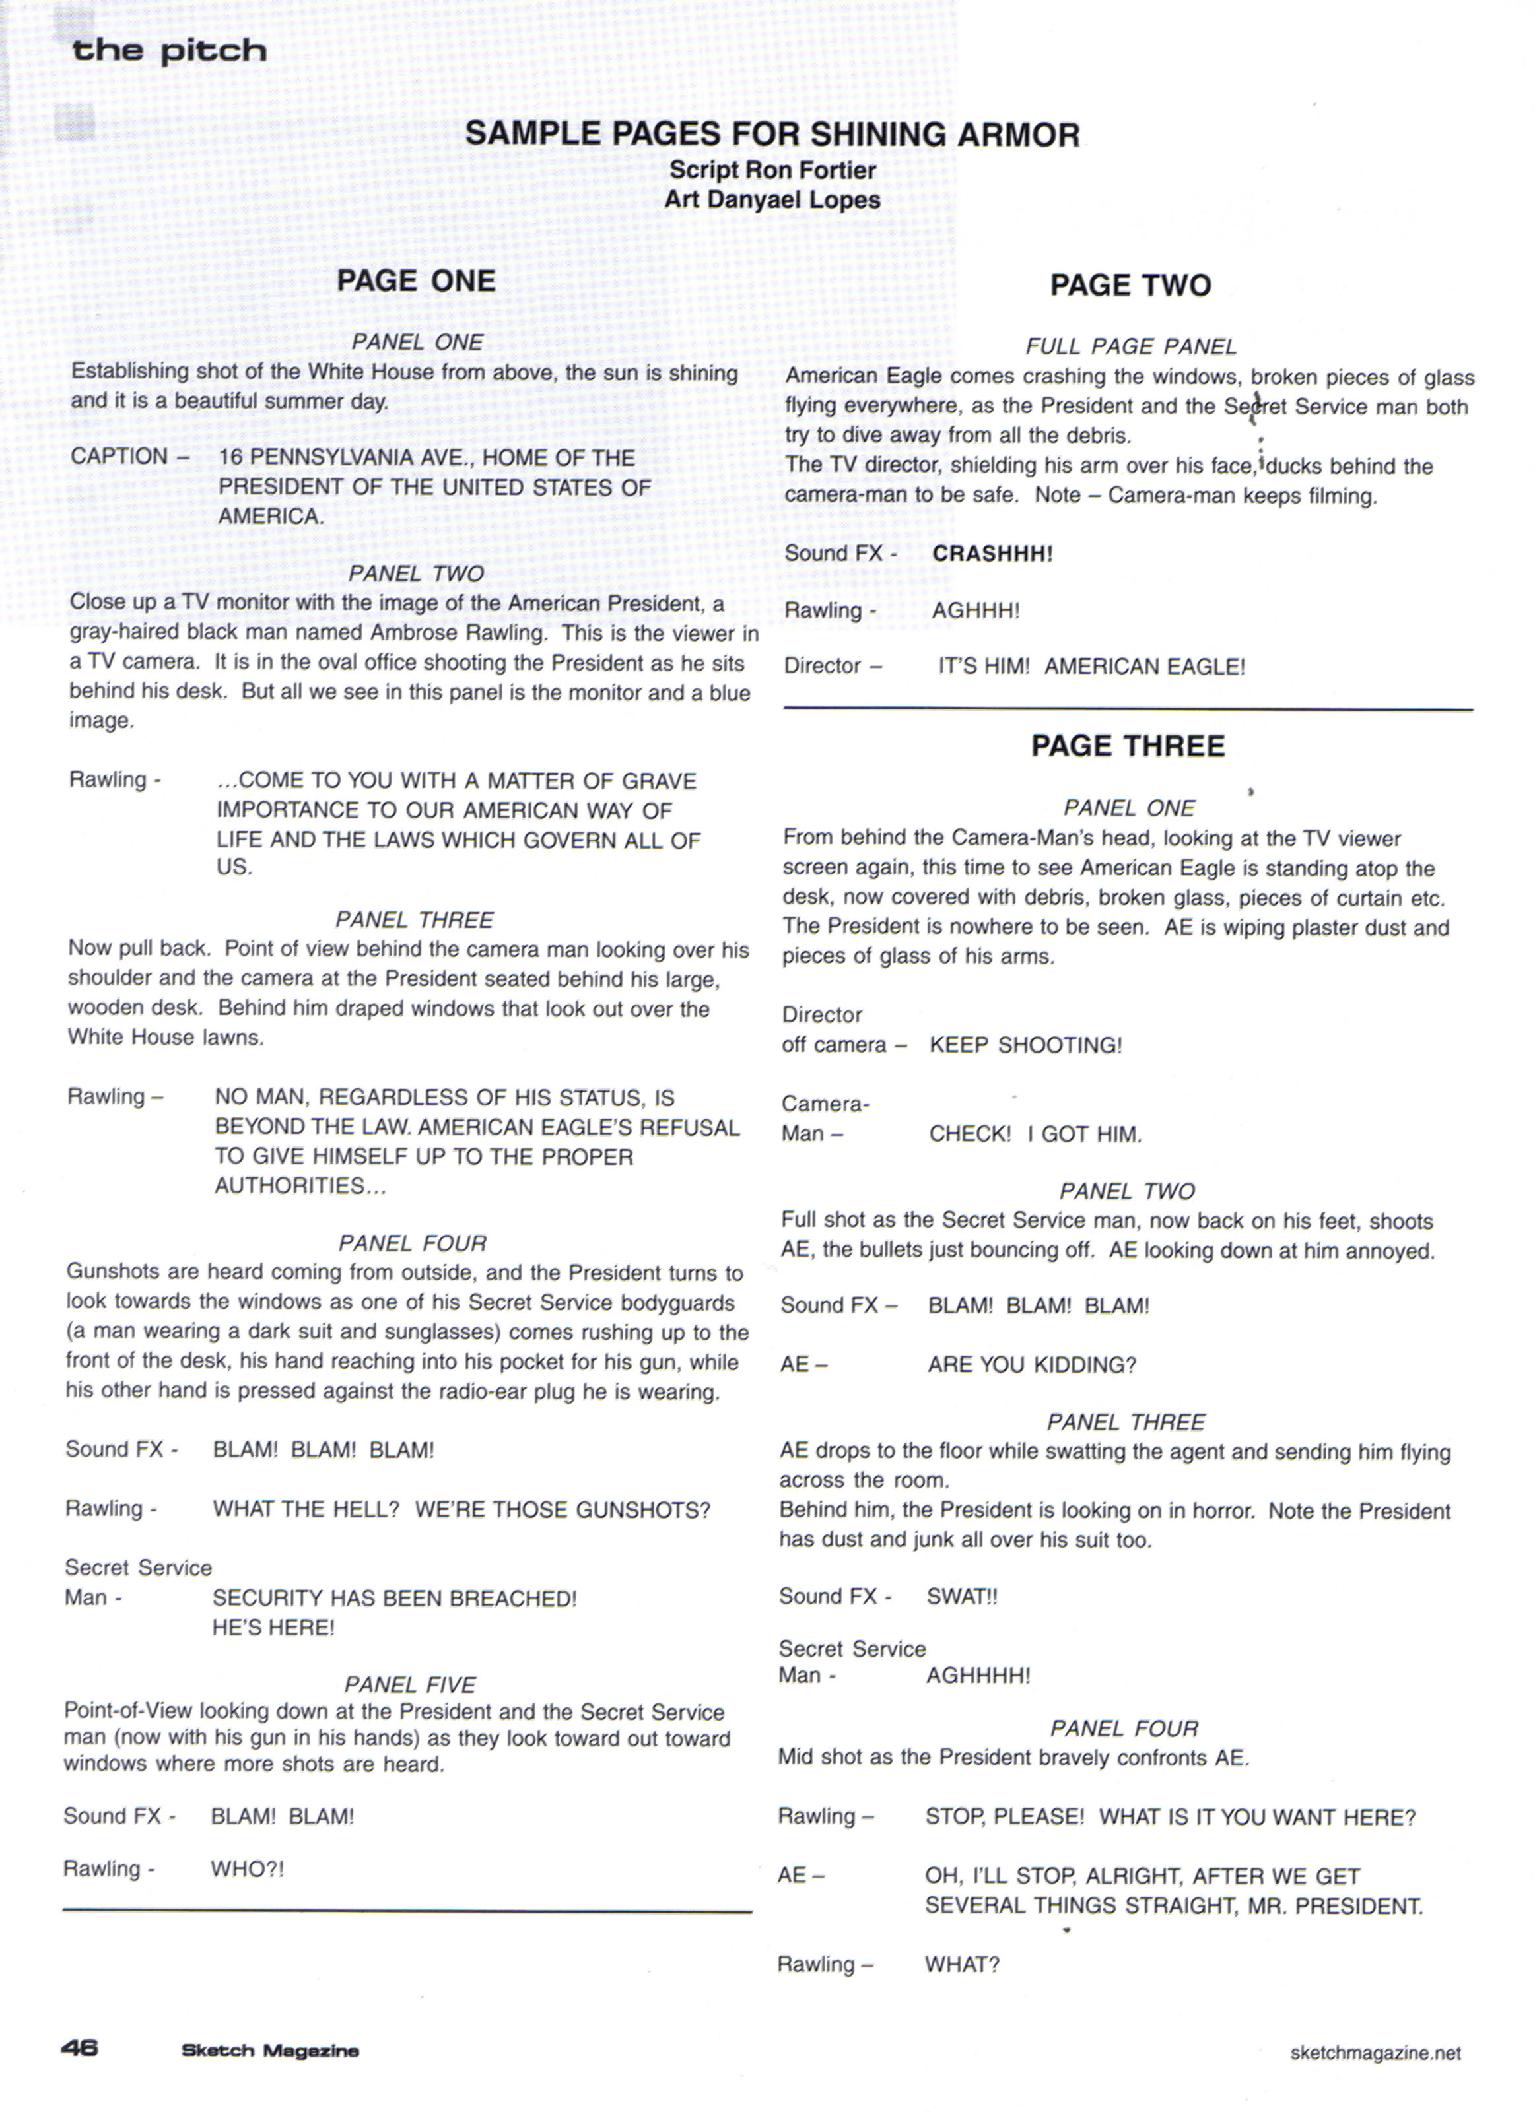 the pitch
SAMPLE PAGES FOR SHINING ARMOR
Script Ron Fortier
Art Danyael Lopes
PAGE ONE
PANEL ONE
Establishing shot of the White House from above, the sun is shining
and it is a beautiful summer day.
CAPTION – 16 PENNSYLVANIA AVE., HOME OF THE
PRESIDENT OF THE UNITED STATES OF
AMERICA.
PANEL TWO
Close up a TV monitor with the image of the American President, a
gray-haired black man named Ambrose Rawling. This is the viewer in
a TV camera. It is in the oval office shooting the President as he sits
behind his desk. But all we see in this panel is the monitor and a blue
image.
Rawling - ...COME TO YOU WITH A MATTER OF GRAVE
IMPORTANCE TO OUR AMERICAN WAY OF
LIFE AND THE LAWS WHICH GOVERN ALL OF
US.
PANEL THREE
Now pull back. Point of view behind the camera man looking over his
shoulder and the camera at the President seated behind his large,
wooden desk. Behind him draped windows that look out over the
White House lawns.
Rawling – NO MAN, REGARDLESS OF HIS STATUS, IS
BEYOND THE LAW. AMERICAN EAGLE'S REFUSAL
TO GIVE HIMSELF UP TO THE PROPER
AUTHORITIES...
PANEL FOUR
Gunshots are heard coming from outside, and the President turns to
look towards the windows as one of his Secret Service bodyguards
(a man wearing a dark suit and sunglasses) comes rushing up to the
front of the desk, his hand reaching into his pocket for his gun, while
his other hand is pressed against the radio-ear plug he is wearing.
Sound FX - BLAM! BLAM! BLAM!
Rawling - WHAT THE HELL? WE'RE THOSE GUNSHOTS?
Secret Service
Man - SECURITY HAS BEEN BREACHED!
HE'S HERE!
PANEL FIVE
Point-of-View looking down at the President and the Secret Service
man (now with his gun in his hands) as they look toward out toward
windows where more shots are heard.
Sound FX - BLAM! BLAM!
Rawling - WHO?!
PAGE TWO
FULL PAGE PANEL
American Eagle comes crashing the windows, broken pieces of glass
flying everywhere, as the President and the Secret Service man both
try to dive away from all the debris.
The TV director, shielding his arm over his face, ducks behind the
camera-man to be safe. Note – Camera-man keeps filming.
Sound FX - CRASHHH!
Rawling - AGHHH!
Director – IT'S HIM! AMERICAN EAGLE!
PAGE THREE
PANEL ONE
From behind the Camera-Man's head, looking at the TV viewer
screen again, this time to see American Eagle is standing atop the
desk, now covered with debris, broken glass, pieces of curtain etc.
The President is nowhere to be seen. AE is wiping plaster dust and
pieces of glass of his arms.
Director
off camera – KEEP SHOOTING!
Camera-
Man – CHECK! I GOT HIM.
PANEL TWO
Full shot as the Secret Service man, now back on his feet, shoots
AE, the bullets just bouncing off. AE looking down at him annoyed.
Sound FX – BLAM! BLAM! BLAM!
AE – ARE YOU KIDDING?
PANEL THREE
AE drops to the floor while swatting the agent and sending him flying
across the room.
Behind him, the President is looking on in horror. Note the President
has dust and junk all over his suit too.
Sound FX - SWAT!!
Secret Service
Man - AGHHHH!
PANEL FOUR
Mid shot as the President bravely confronts AE.
Rawling – STOP, PLEASE! WHAT IS IT YOU WANT HERE?
AE – OH, I'LL STOP, ALRIGHT, AFTER WE GET
SEVERAL THINGS STRAIGHT, MR. PRESIDENT.
Rawling – WHAT?
46 Sketch Magazine
sketchmagazine.net